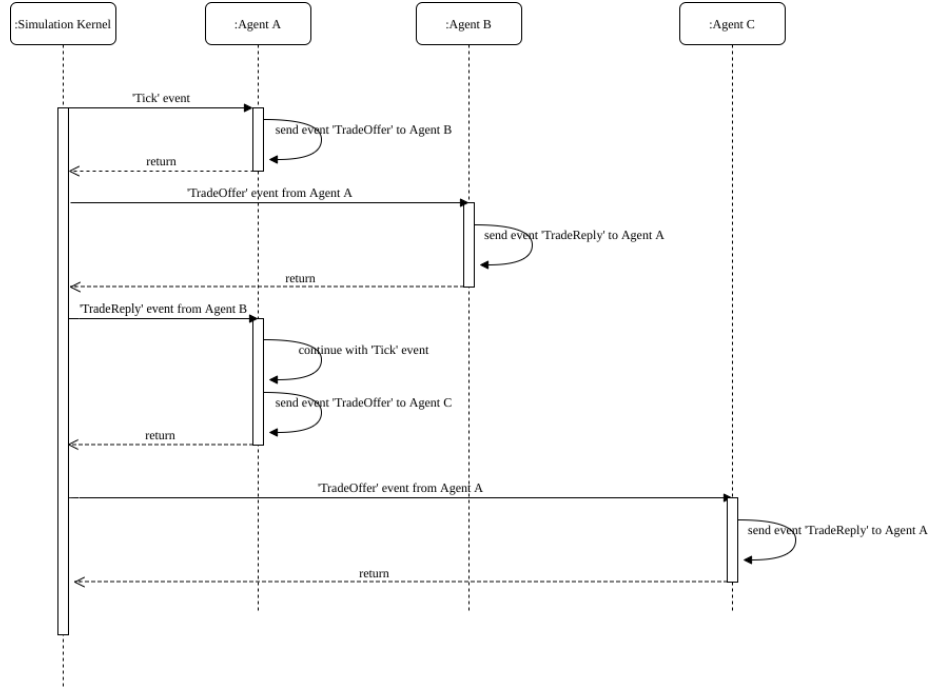 :Simulation Kernel
:Agent A
:Agent B
:Agent C
'Tick' event
send event 'TradeOffer' to Agent B
return
'TradeOffer' event from Agent A
send event 'TradeReply' to Agent A
return
'TradeReply' event from Agent B
continue with 'Tick' event
send event 'TradeOffer' to Agent C
return
'TradeOffer' event from Agent A
send event 'TradeReply' to Agent A
return